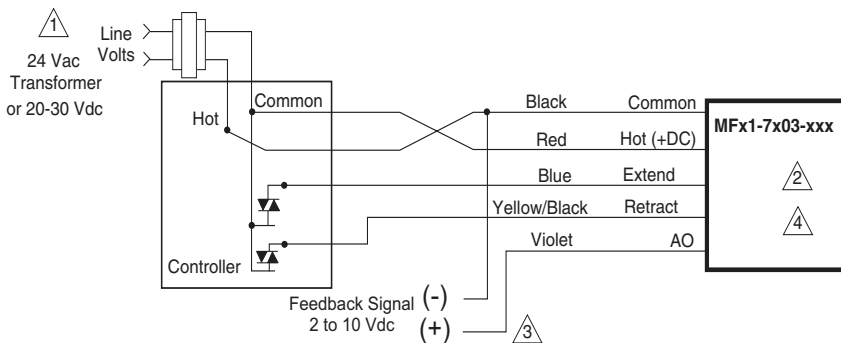 1
Line
Volts
24 Vac
Transformer
or 20-30 Vdc
Hot
Common
Controller
Black
Common
Red
Hot (+DC)
Blue
Extend
Yellow/Black
Retract
Violet
AO
MFx1-7x03-xxx
2
4
Feedback Signal (-)
2 to 10 Vdc (+)
3